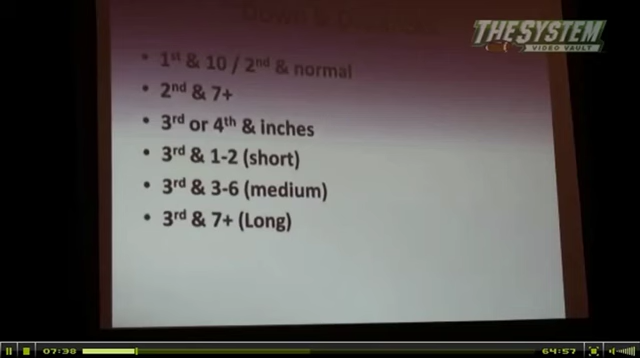 THE SYSTEM
VIDEO VAULT
• 1st & 10 / 2nd & normal
• 2nd & 7+
• 3rd or 4th & inches
• 3rd & 1-2 (short)
• 3rd & 3-6 (medium)
• 3rd & 7+ (Long)
07:38
64:57